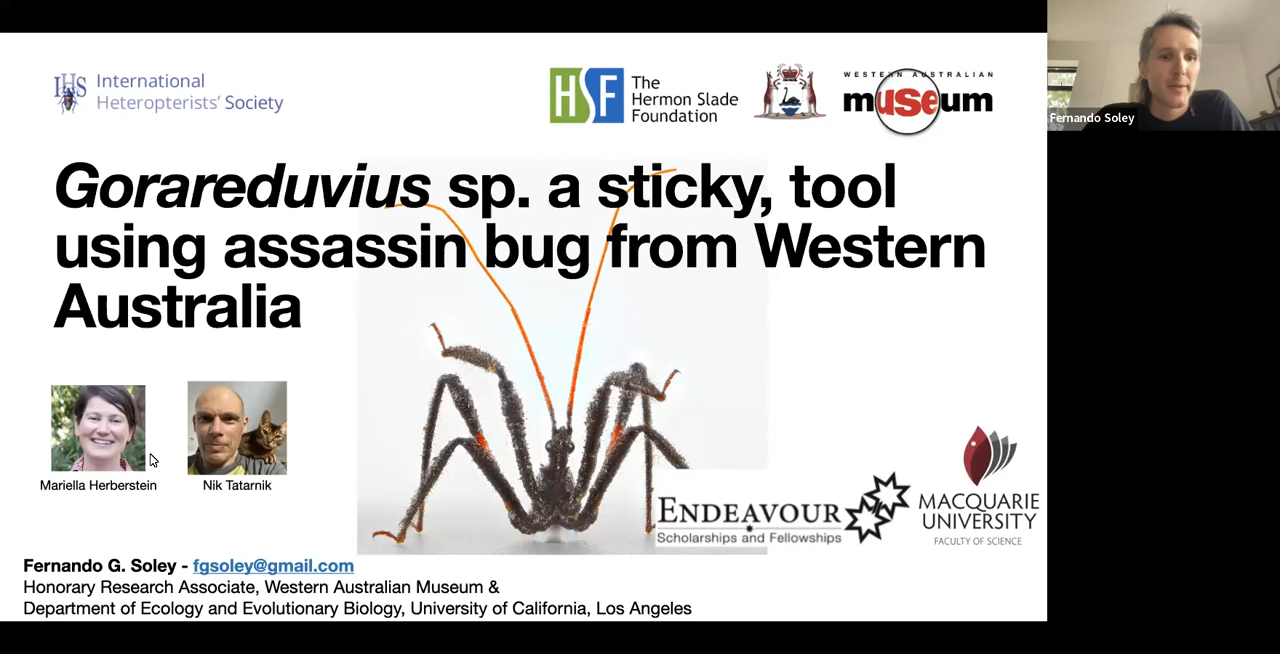 IHS International
Heteropterists' Society
HSF The
Hermon Slade
Foundation
WESTERN AUSTRALIAN
museum
Fernando Soley
Gorareduvius sp. a sticky, tool
using assassin bug from Western
Australia
Mariella Herberstein
Nik Tatarnik
ENDEAVOUR
Scholarships and Fellowships
MACQUARIE
UNIVERSITY
FACULTY OF SCIENCE
Fernando G. Soley - fgsoley@gmail.com
Honorary Research Associate, Western Australian Museum &
Department of Ecology and Evolutionary Biology, University of California, Los Angeles